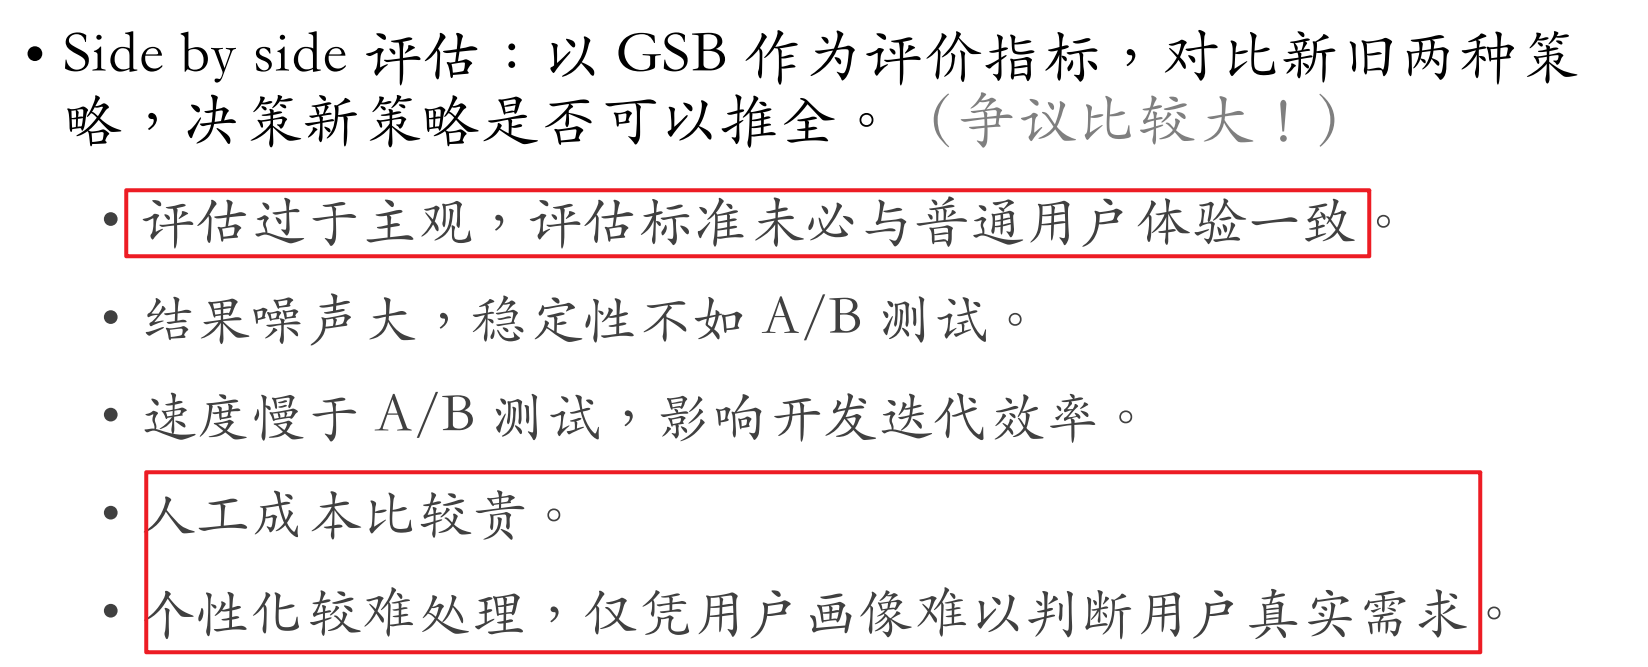 • Side by side 评估：以 GSB 作为评价指标，对比新旧两种策
略，决策新策略是否可以推全。（争议比较大！）
• 评估过于主观，评估标准未必与普通用户体验一致。
• 结果噪声大，稳定性不如 A/B 测试。
• 速度慢于 A/B 测试，影响开发迭代效率。
• 人工成本比较贵。
• 个性化较难处理，仅凭用户画像难以判断用户真实需求。